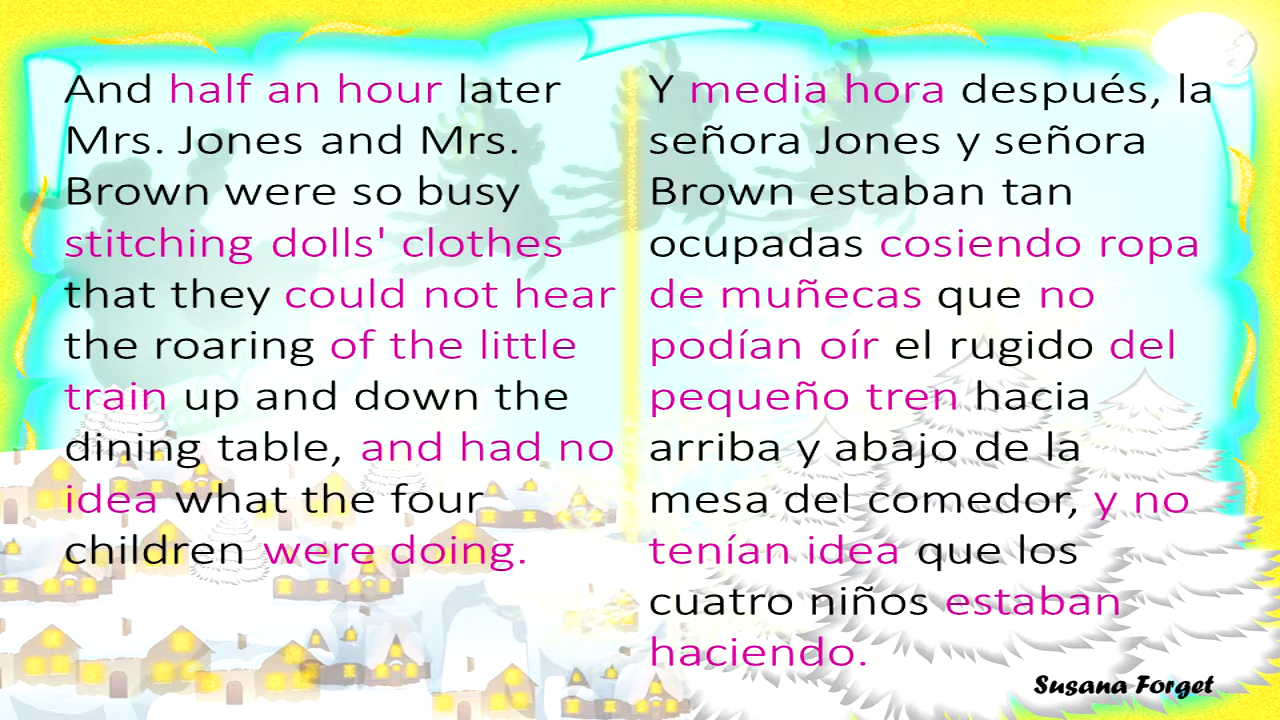 And half an hour later
Mrs. Jones and Mrs.
Brown were so busy
stitching dolls' clothes
that they could not hear
the roaring of the little
train up and down the
dining table, and had no
idea what the four
children were doing.
Y media hora después, la
señora Jones y señora
Brown estaban tan
ocupadas cosiendo ropa
de muñecas que no
podían oír el rugido del
pequeño tren hacia
arriba y abajo de la
mesa del comedor, y no
tenían idea que los
cuatro niños estaban
haciendo.
Susana Forget